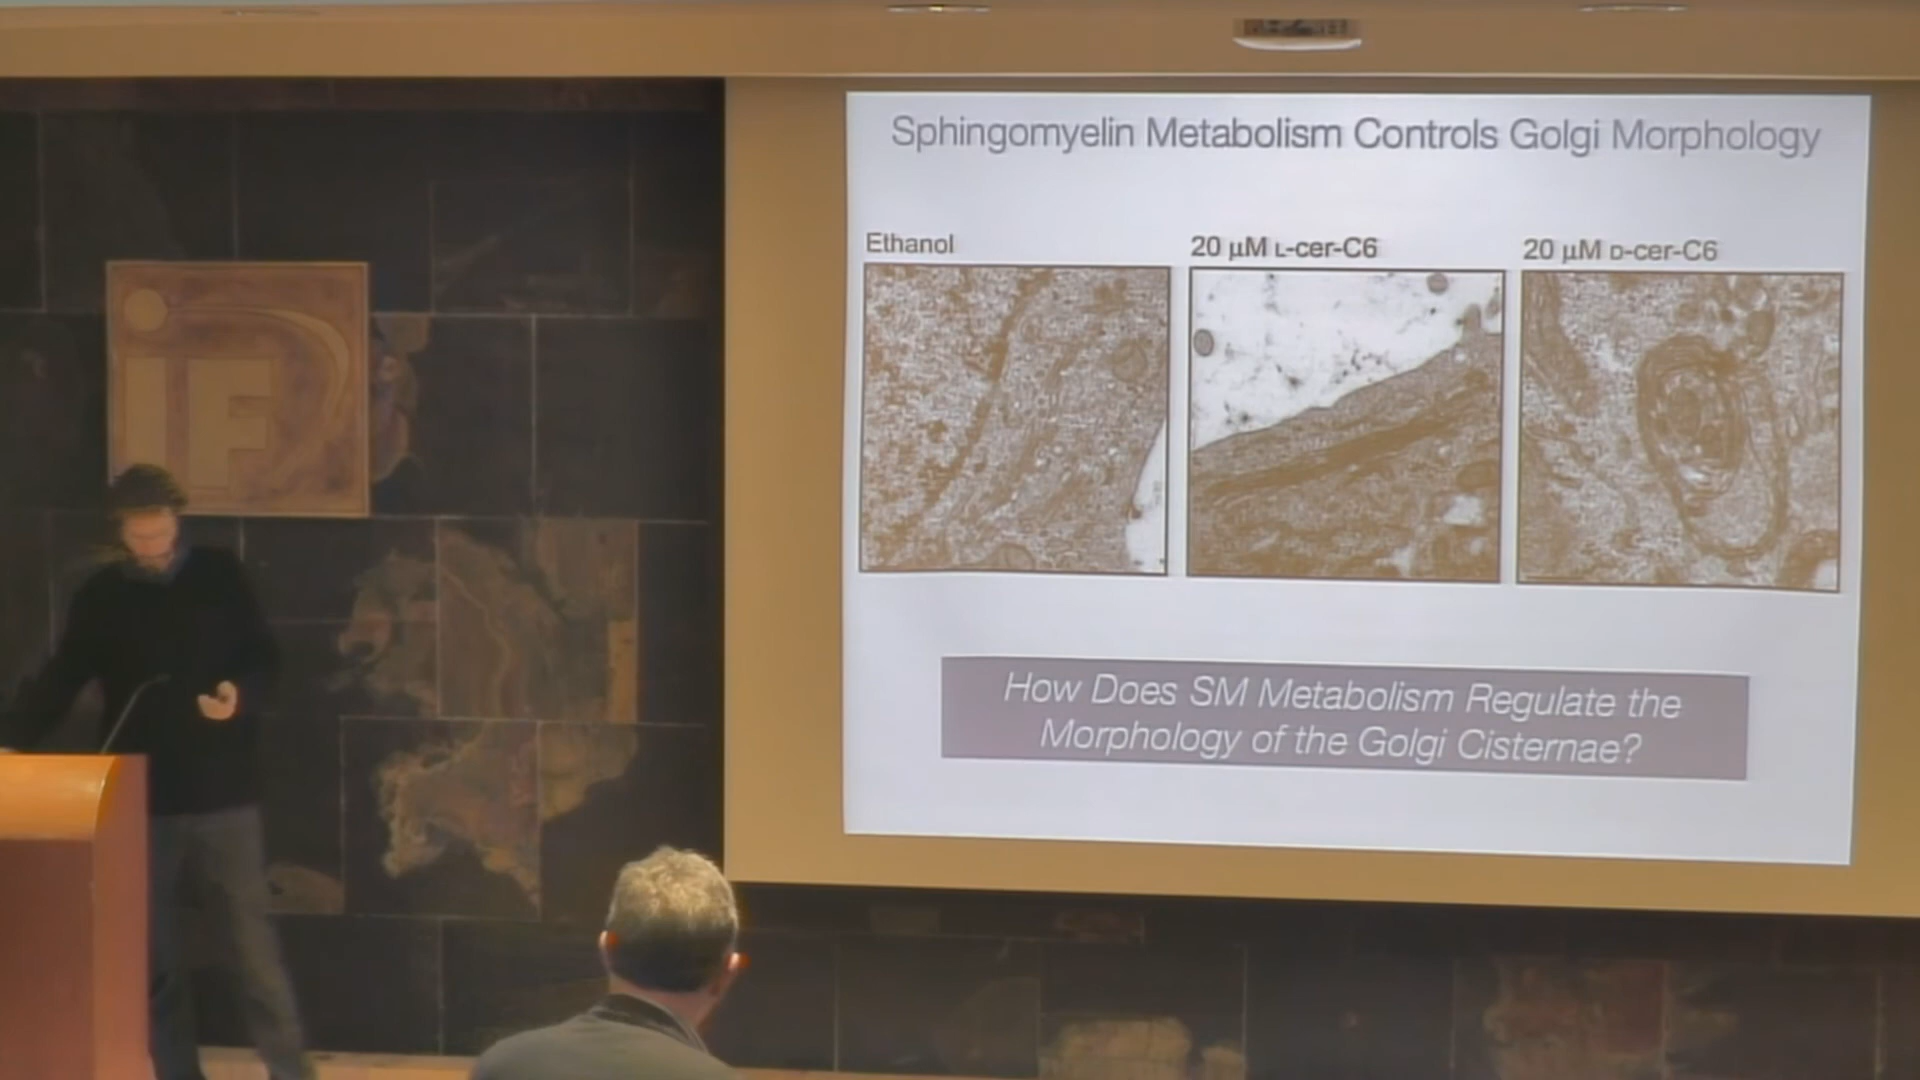 Sphingomyelin Metabolism Controls Golgi Morphology
Ethanol
20 µM L-cer-C6
20 µM D-cer-C6
How Does SM Metabolism Regulate the
Morphology of the Golgi Cisternae?
iF